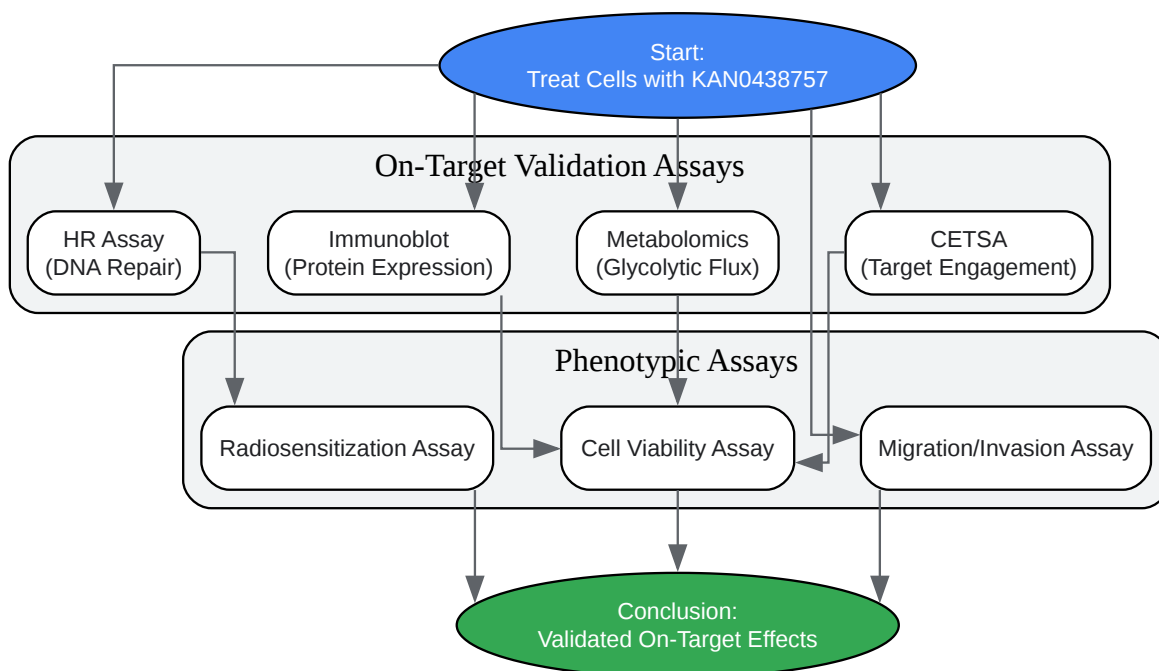 Start:
Treat Cells with KAN0438757
On-Target Validation Assays
HR Assay
(DNA Repair)
Immunoblot
(Protein Expression)
Metabolomics
(Glycolytic Flux)
CETSA
(Target Engagement)
Phenotypic Assays
Radiosensitization Assay
Cell Viability Assay
Migration/Invasion Assay
Conclusion:
Validated On-Target Effects